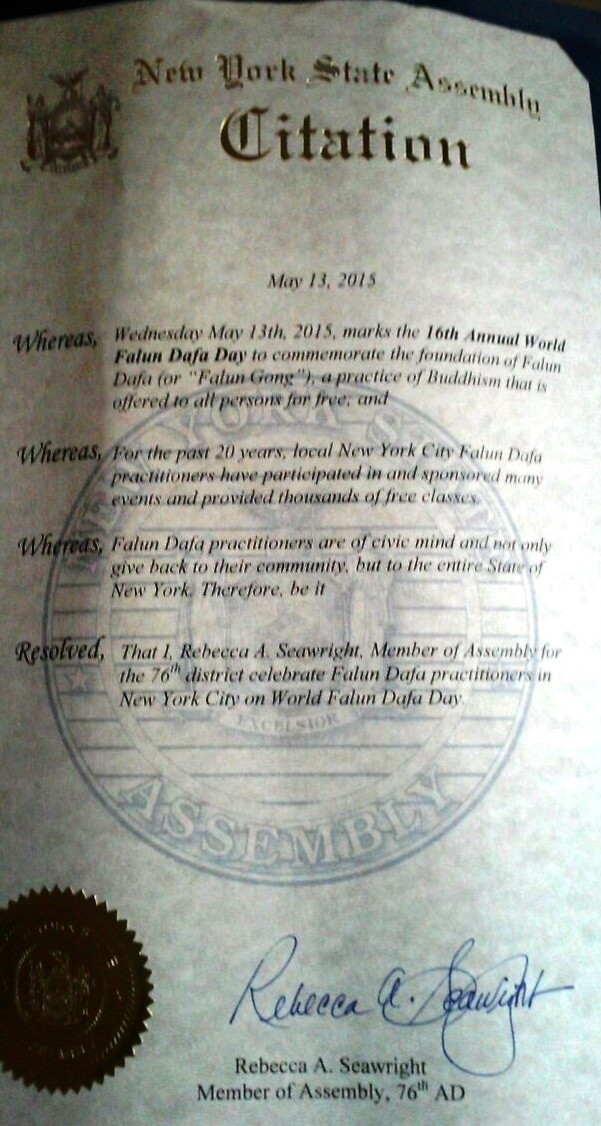 New York State Assembly
Citation
May 13, 2015
Whereas, Wednesday May 13th, 2015, marks the 16th Annual World
Falun Dafa Day to commemorate the foundation of Falun
Dafa (or "Falun Gong"), a practice of Buddhism that is
offered to all persons for free; and
Whereas, For the past 20 years, local New York City Falun Dafa
practitioners have participated in and sponsored many
events and provided thousands of free classes.
Whereas, Falun Dafa practitioners are of civic mind and not only
give back to their community, but to the entire State of
New York. Therefore, be it
Resolved, That I, Rebecca A. Seawright, Member of Assembly for
the 76th district celebrate Falun Dafa practitioners in
New York City on World Falun Dafa Day.
NEW YORK STATE
EXCELSIOR
ASSEMBLY
Rebecca A. Seawright
Rebecca A. Seawright
Member of Assembly, 76th AD